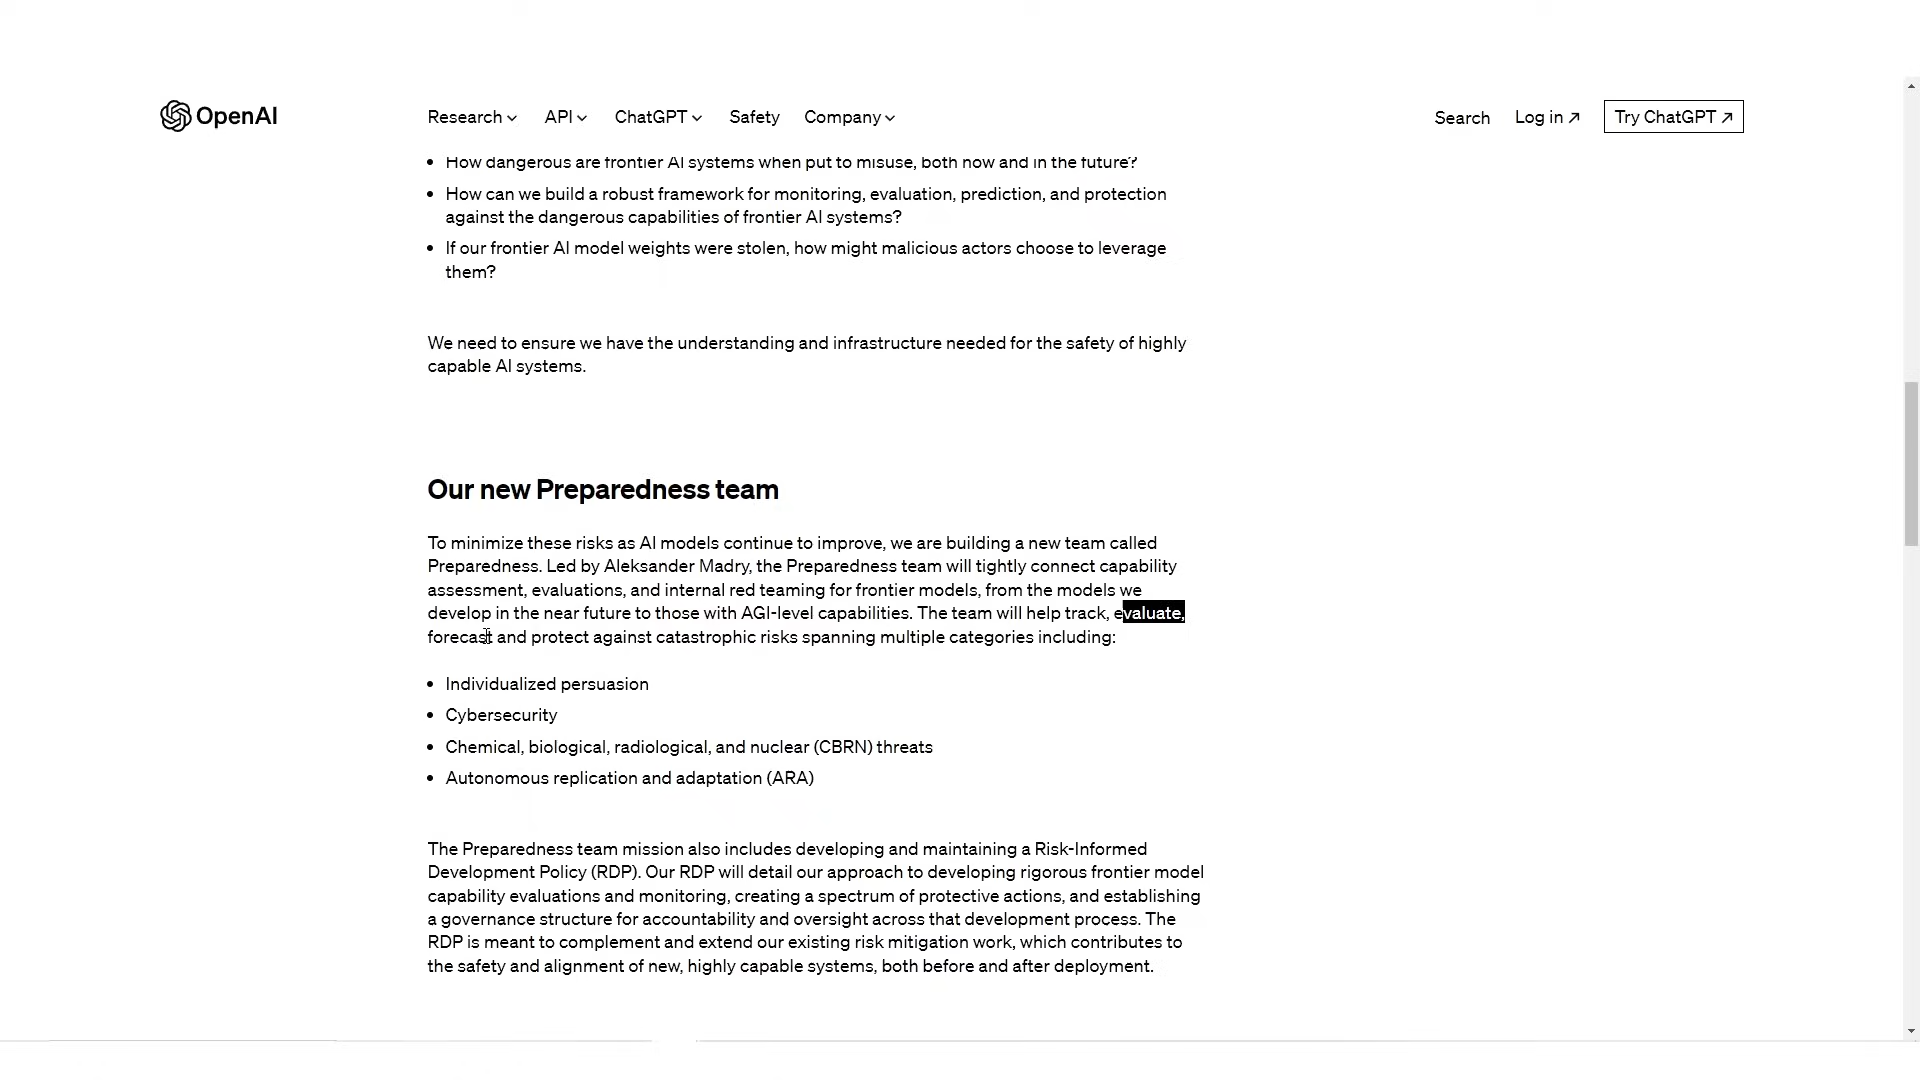 OpenAI
Research API ChatGPT Safety Company Search Log in ↗ Try ChatGPT ↗
• How dangerous are frontier AI systems when put to misuse, both now and in the future?
• How can we build a robust framework for monitoring, evaluation, prediction, and protection
against the dangerous capabilities of frontier AI systems?
• If our frontier AI model weights were stolen, how might malicious actors choose to leverage
them?
We need to ensure we have the understanding and infrastructure needed for the safety of highly
capable AI systems.
Our new Preparedness team
To minimize these risks as AI models continue to improve, we are building a new team called
Preparedness. Led by Aleksander Madry, the Preparedness team will tightly connect capability
assessment, evaluations, and internal red teaming for frontier models, from the models we
develop in the near future to those with AGI-level capabilities. The team will help track, evaluate,
forecast and protect against catastrophic risks spanning multiple categories including:
• Individualized persuasion
• Cybersecurity
• Chemical, biological, radiological, and nuclear (CBRN) threats
• Autonomous replication and adaptation (ARA)
The Preparedness team mission also includes developing and maintaining a Risk-Informed
Development Policy (RDP). Our RDP will detail our approach to developing rigorous frontier model
capability evaluations and monitoring, creating a spectrum of protective actions, and establishing
a governance structure for accountability and oversight across that development process. The
RDP is meant to complement and extend our existing risk mitigation work, which contributes to
the safety and alignment of new, highly capable systems, both before and after deployment.